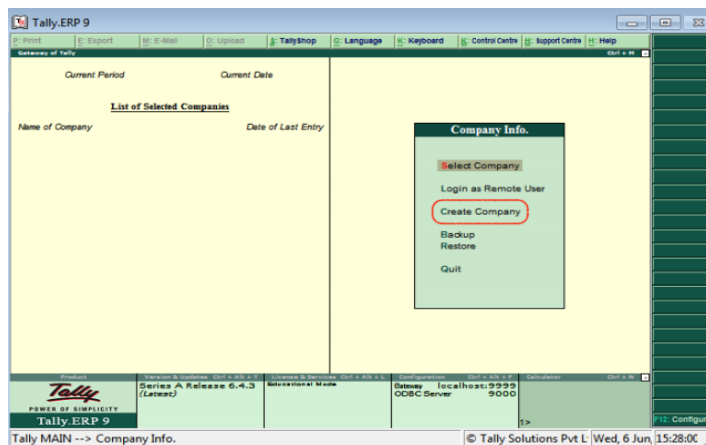 Tally.ERP 9
P: Print E: Export M: E-Mail O: Upload S: TallyShop G: Language K: Keyboard K: Control Centre H: Support Centre H: Help
Gateway of Tally Ctrl + M
Current Period Current Date
List of Selected Companies
Name of Company Date of Last Entry
Company Info.
Select Company
Login as Remote User
Create Company
Backup
Restore
Quit
Product Version & Updates Ctrl + Alt + T License & Services Ctrl + Alt + L Configuration Ctrl + Alt + F Calculator Ctrl + N
Tally
POWER OF SIMPLICITY
Tally.ERP 9
Series A Release 6.4.3
(Latest)
Educational Mode
Gateway localhost:9999
ODBC Server 9000
1>
F12: Configur
Tally MAIN --> Company Info. © Tally Solutions Pvt L Wed, 6 Jun, 15:28:0